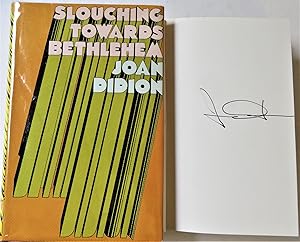 SLOUCHING
TOWARDS
BETHLEHEM
JOAN
DIDION